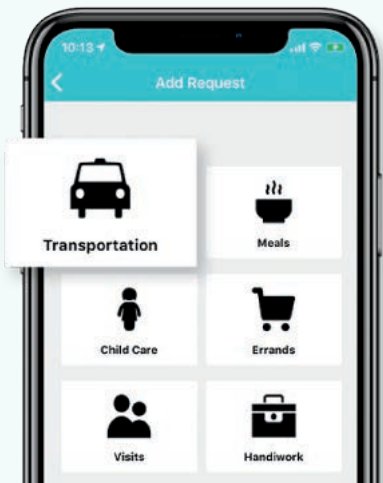 10:13
Add Request
Transportation
Meals
Child Care
Errands
Visits
Handiwork